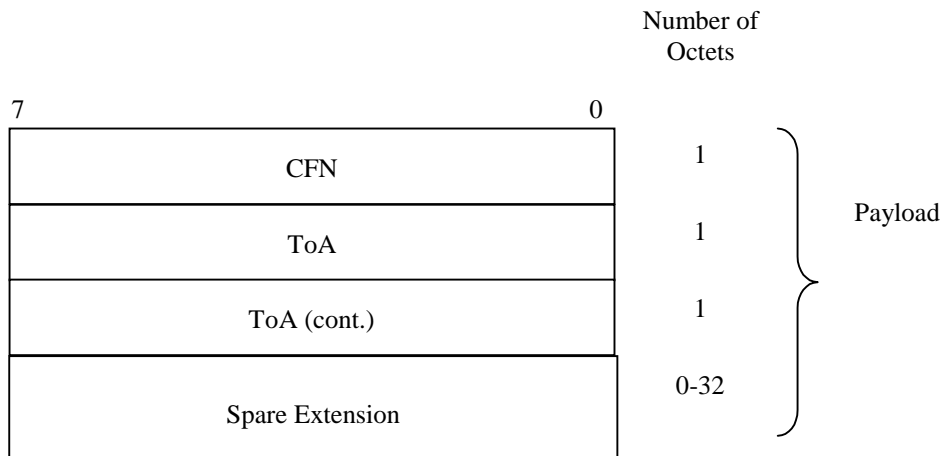 Number of
Octets
7 0
CFN 1
Payload
ToA 1
ToA (cont.) 1
0-32
Spare Extension